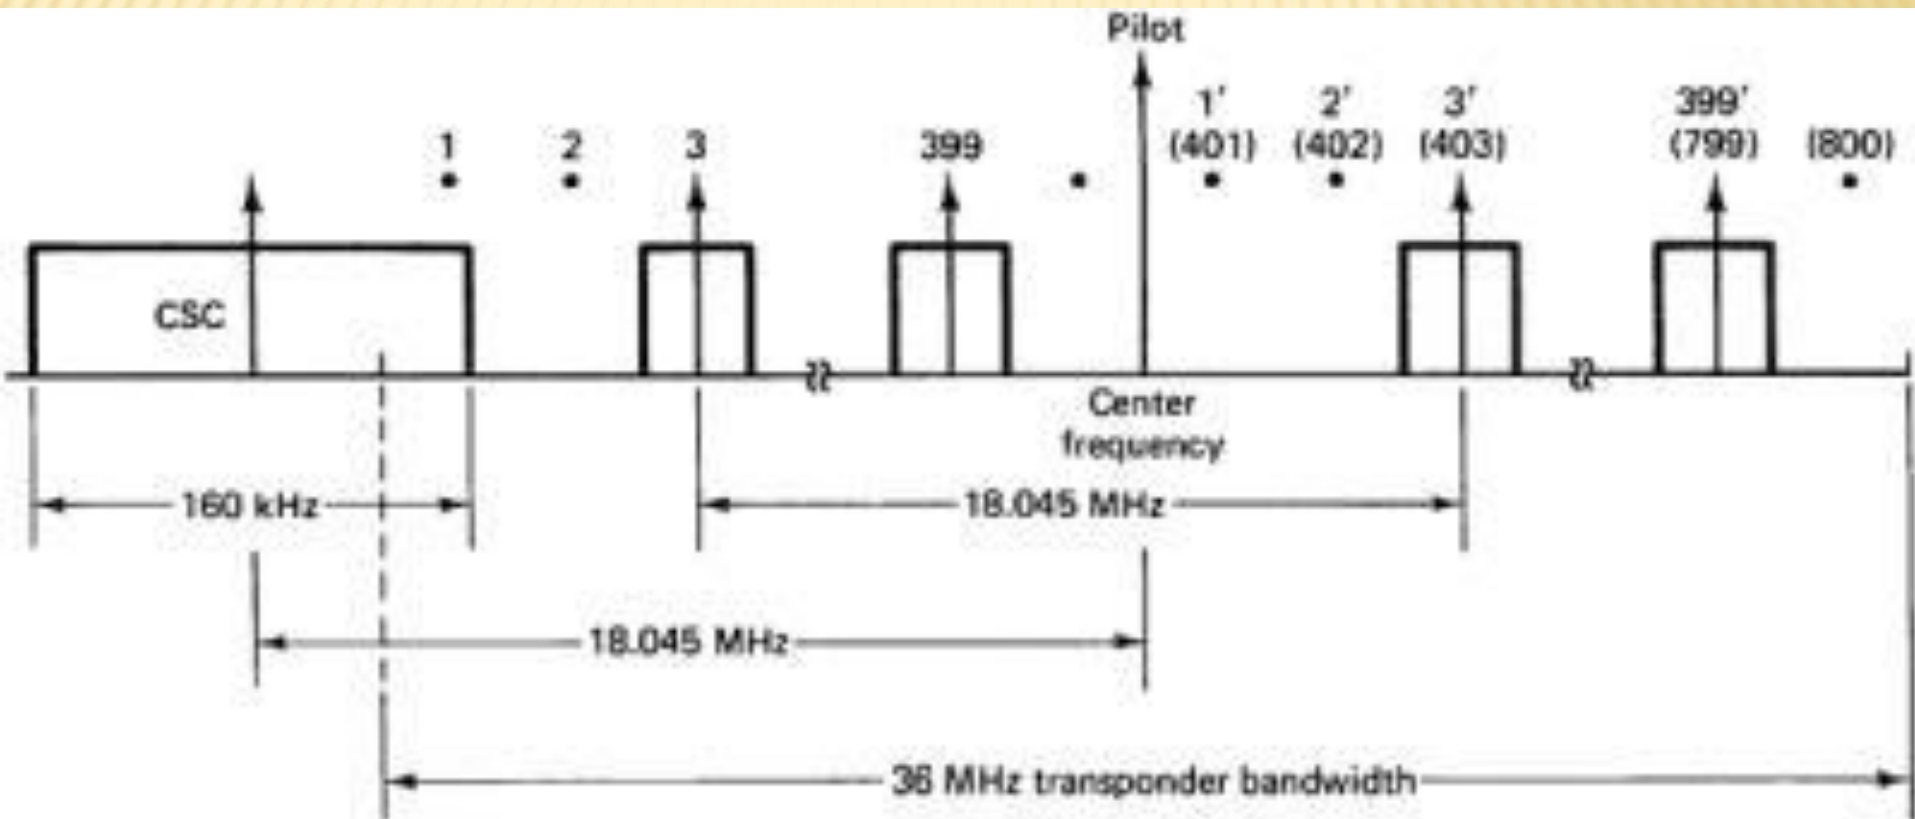 Pilot
1' 2' 3' 399'
1 2 3 399 (401) (402) (403) (799) (800)
CSC
Center
frequency
160 kHz 18.045 MHz
18.045 MHz
36 MHz transponder bandwidth